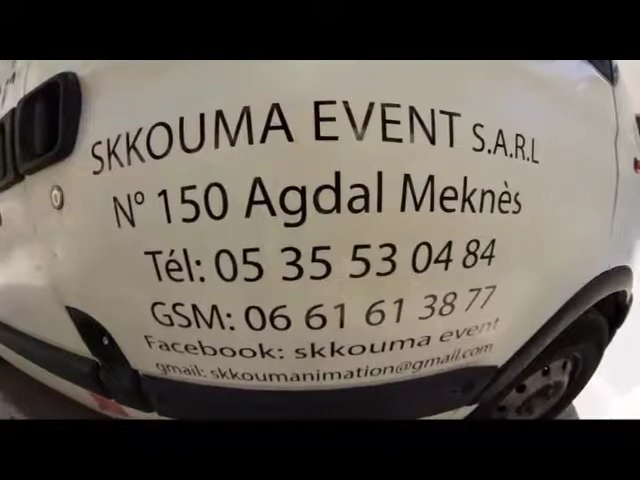 SKKOUMA EVENT S.A.R.L
N° 150 Agdal Meknès
Tél: 05 35 53 04 84
GSM: 06 61 61 38 77
Facebook: skkouma event
gmail: skkoumanimation@gmail.com